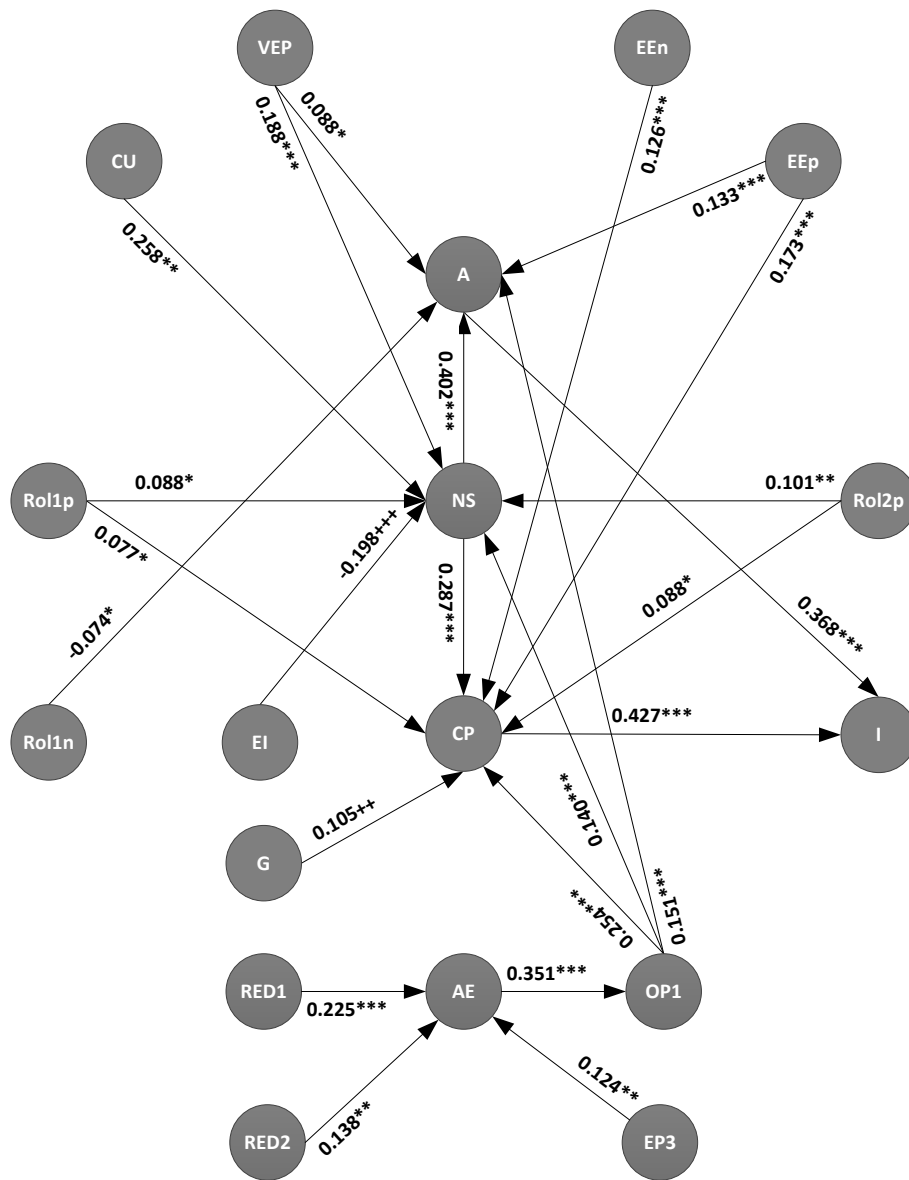 VEP
EEn
0.088*
0.188***
0.126***
CU
EEp
0.133***
0.258**
0.173***
A
0.402***
Rol1p
0.088*
NS
0.101**
Rol2p
0.077*
-0.198+++
0.287***
0.088*
-0.074*
0.368***
Rol1n
EI
CP
0.427***
I
0.105++
0.140***
G
0.254***
0.151***
RED1
0.225***
AE
0.351***
OP1
0.138**
0.124**
RED2
EP3